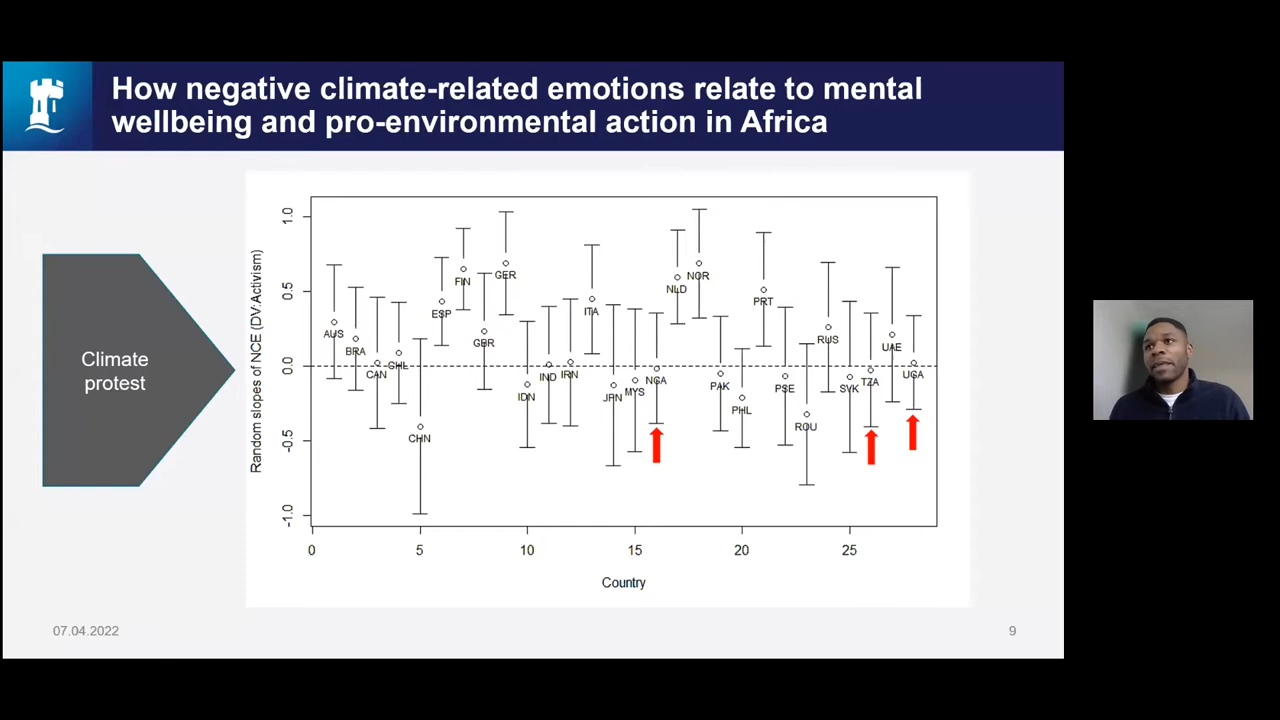 How negative climate-related emotions relate to mental
wellbeing and pro-environmental action in Africa
Climate
protest
Random slopes of NCE (DV:Activism)
1.0
0.5
0.0
-0.5
-1.0
AUS
BRA
CAN
CHL
CHN
ESP
FIN
GBR
GER
IDN
IND
IRN
ITA
JPN
MYS
NGA
NLD
NOR
PAK
PHL
PRT
PSE
ROU
RUS
SVK
TZA
UAE
UGA
0 5 10 15 20 25
Country
07.04.2022
9